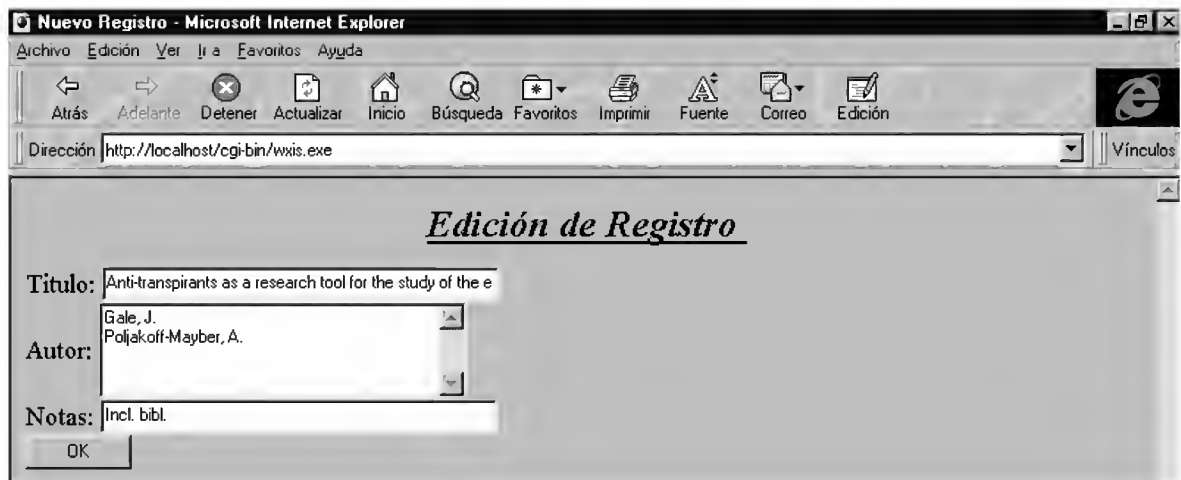 Nuevo Registro - Microsoft Internet Explorer
Archivo Edición Ver Ir a Favoritos Ayuda
Atrás Adelante Detener Actualizar Inicio Búsqueda Favoritos Imprimir Fuente Correo Edición
Dirección http://localhost/cgi-bin/wxis.exe Vínculos
Edición de Registro
Titulo: Anti-transpirants as a research tool for the study of the e
Gale, J.
Poljakoff-Mayber, A.
Autor:
Notas: Incl. bibl.
OK